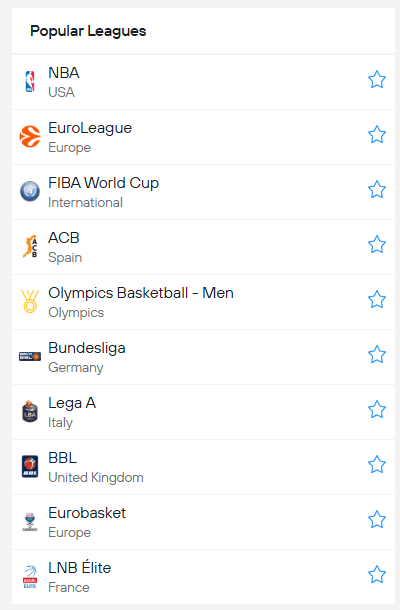 Popular Leagues
NBA
USA
EuroLeague
Europe
FIBA World Cup
International
ACB
Spain
Olympics Basketball - Men
Olympics
Bundesliga
Germany
Lega A
Italy
BBL
United Kingdom
Eurobasket
Europe
LNB Élite
France